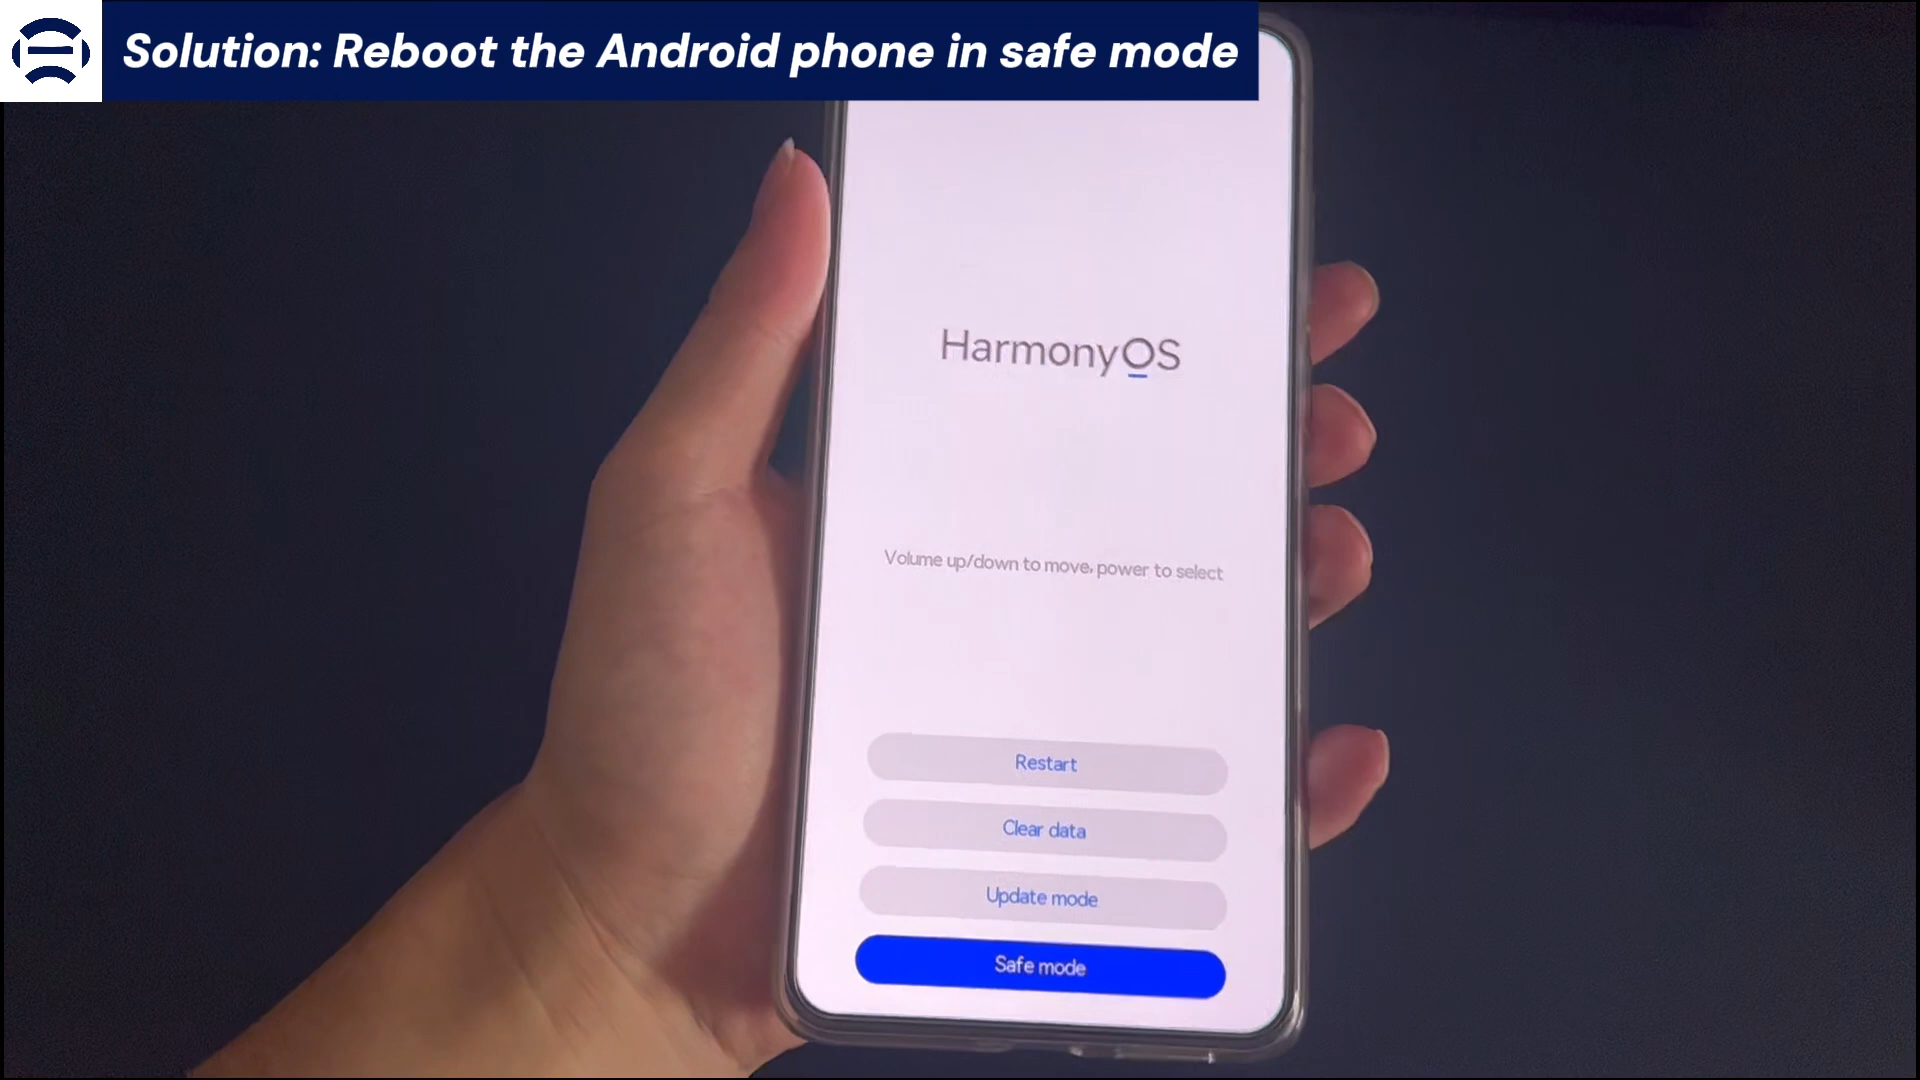 Solution: Reboot the Android phone in safe mode
HarmonyOS
Volume up/down to move, power to select
Restart
Clear data
Update mode
Safe mode